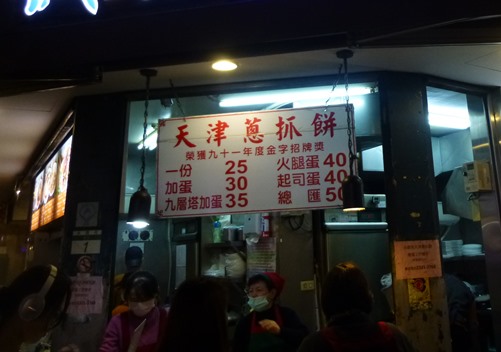 天津蔥抓餅
榮獲九十一年度金字招牌獎
一份 25 火腿蛋 40
加蛋 30 起司蛋 40
九層塔加蛋 35 總匯 50